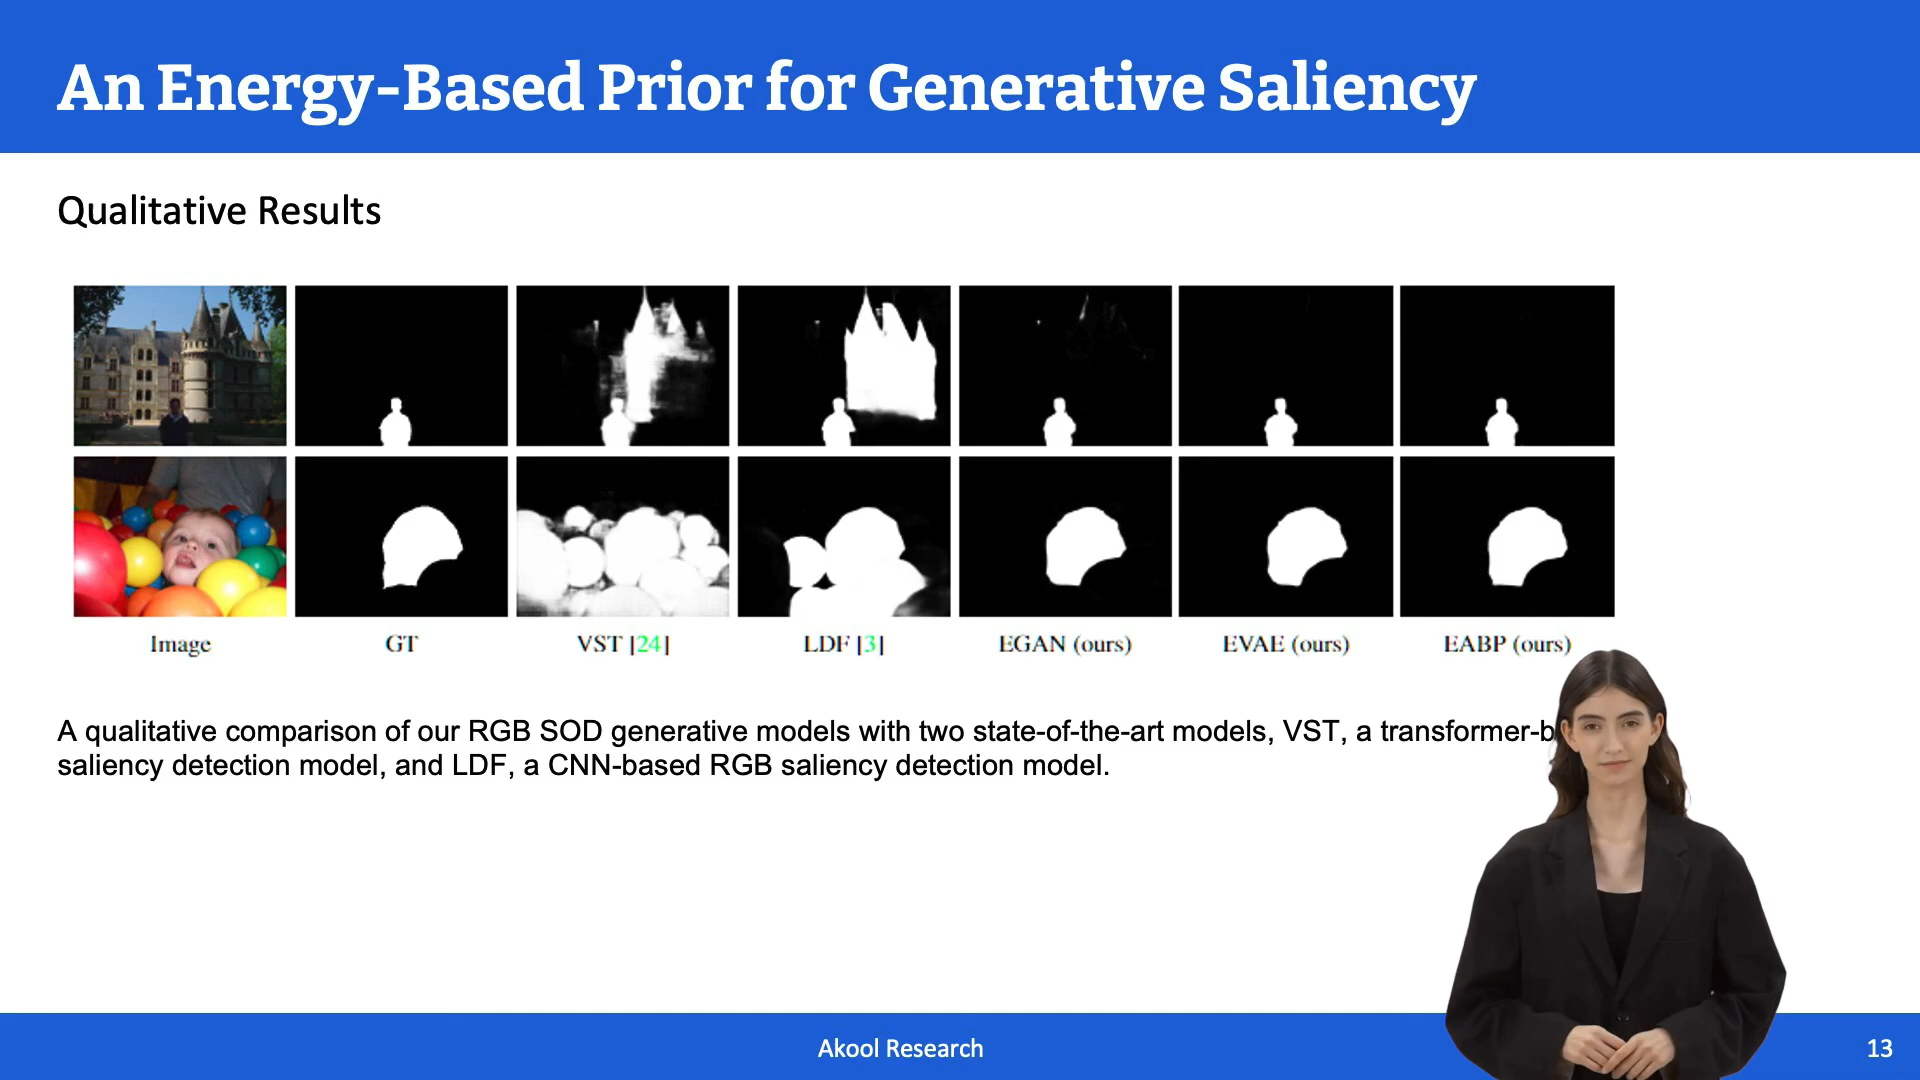 An Energy-Based Prior for Generative Saliency
Qualitative Results
Image GT VST [24] LDF [3] EGAN (ours) EVAE (ours) EABP (ours)
A qualitative comparison of our RGB SOD generative models with two state-of-the-art models, VST, a transformer-b
saliency detection model, and LDF, a CNN-based RGB saliency detection model.
Akool Research
13